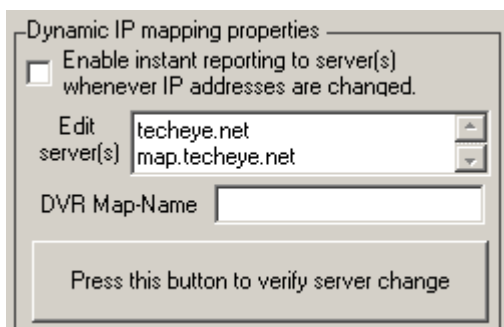 Dynamic IP mapping properties
Enable instant reporting to server(s)
whenever IP addresses are changed.
Edit
server(s)
techeye.net
map.techeye.net
DVR Map-Name
Press this button to verify server change